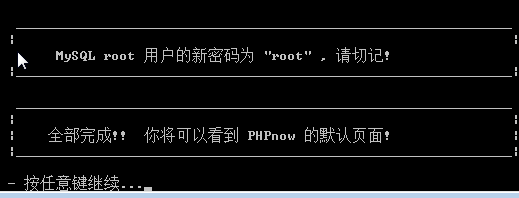 MySQL root 用户的新密码为 "root" , 请切记!
全部完成!! 你将可以看到 PHPnow 的默认页面!
- 按任意键继续..._